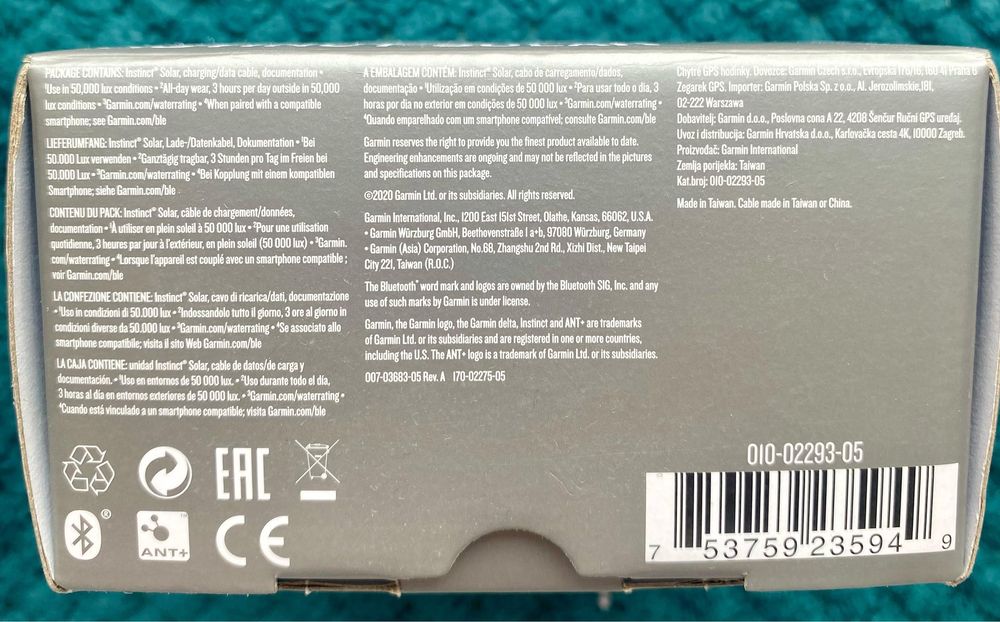 PACKAGE CONTAINS: Instinct® Solar, charging/data cable, documentation • ¹
Use in 50,000 lux conditions • ²All-day wear, 3 hours per day outside in 50,000
lux conditions • ³Garmin.com/waterrating • ⁴When paired with a compatible
smartphone; see Garmin.com/ble
LIEFERUMFANG: Instinct® Solar, Lade-/Datenkabel, Dokumentation • ¹Bei
50.000 Lux verwenden • ²Ganztägig tragbar, 3 Stunden pro Tag im Freien bei
50.000 Lux • ³Garmin.com/waterrating • ⁴Bei Kopplung mit einem kompatiblen
Smartphone; siehe Garmin.com/ble
CONTENU DU PACK: Instinct® Solar, câble de chargement/données,
documentation • ¹À utiliser en plein soleil à 50 000 lux • ²Pour une utilisation
quotidienne, 3 heures par jour à l'extérieur, en plein soleil (50 000 lux) • ³Garmin.
com/waterrating • ⁴Lorsque l'appareil est couplé avec un smartphone compatible ;
voir Garmin.com/ble
LA CONFEZIONE CONTIENE: Instinct® Solar, cavo di ricarica/dati, documentazione
• ¹Uso in condizioni di 50.000 lux • ²Indossandolo tutto il giorno, 3 ore al giorno in
condizioni diverse da 50.000 lux • ³Garmin.com/waterrating • ⁴Se associato allo
smartphone compatibile; visita il sito Web Garmin.com/ble
LA CAJA CONTIENE: unidad Instinct® Solar, cable de datos/de carga y
documentación. • ¹Uso en entornos de 50 000 lux. • ²Uso durante todo el día,
3 horas al día en entornos exteriores de 50 000 lux. • ³Garmin.com/waterrating •
⁴Cuando está vinculado a un smartphone compatible; visita Garmin.com/ble
A EMBALAGEM CONTÉM: Instinct® Solar, cabo de carregamento/dados,
documentação • ¹Utilização em condições de 50 000 lux • ²Para usar todo o dia, 3
horas por dia no exterior em condições de 50 000 lux • ³Garmin.com/waterrating •
⁴Quando emparelhado com um smartphone compatível; consulte Garmin.com/ble
Garmin reserves the right to provide you the finest product available to date.
Engineering enhancements are ongoing and may not be reflected in the pictures
and specifications on this package.
©2020 Garmin Ltd. or its subsidiaries. All rights reserved.
Garmin International, Inc., 1200 East 151st Street, Olathe, Kansas, 66062, U.S.A.
• Garmin Würzburg GmbH, Beethovenstraße 1 a+b, 97080 Würzburg, Germany
• Garmin (Asia) Corporation, No.68, Zhangshu 2nd Rd., Xizhi Dist., New Taipei
City 221, Taiwan (R.O.C.)
The Bluetooth® word mark and logos are owned by the Bluetooth SIG, Inc. and any
use of such marks by Garmin is under license.
Garmin, the Garmin logo, the Garmin delta, Instinct and ANT+ are trademarks
of Garmin Ltd. or its subsidiaries and are registered in one or more countries,
including the U.S. The ANT+ logo is a trademark of Garmin Ltd. or its subsidiaries.
007-03683-05 Rev. A 170-02275-05
Chytré GPS hodinky. Dovozce: Garmin Czech s.r.o., Evropská 176/16, 160 41 Praha 6
Zegarek GPS. Importer: Garmin Polska Sp. z o.o., Al. Jerozolimskie,181,
02-222 Warszawa
Dobavitelj: Garmin d.o.o., Poslovna cona A 22, 4208 Šenčur Ručni GPS uređaj.
Uvoz i distribucija: Garmin Hrvatska d.o.o., Karlovačka cesta 4K, 10000 Zagreb.
Proizvođač: Garmin International
Zemlja porijekla: Taiwan
Kat.broj: 010-02293-05
Made in Taiwan. Cable made in Taiwan or China.
EAC
®
ANT+™
CE
010-02293-05
7 53759 23594 9